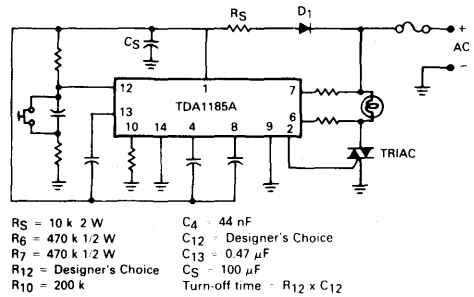 RS D1
CS
AC
+
−
1
12 7
TDA1185A
13 6
10 14 4 8 9 2
TRIAC
RS = 10 k 2 W
R6 = 470 k 1/2 W
R7 = 470 k 1/2 W
R12 = Designer's Choice
R10 = 200 k
C4 = 44 nF
C12 = Designer's Choice
C13 = 0.47 μF
CS = 100 μF
Turn-off time = R12 x C12